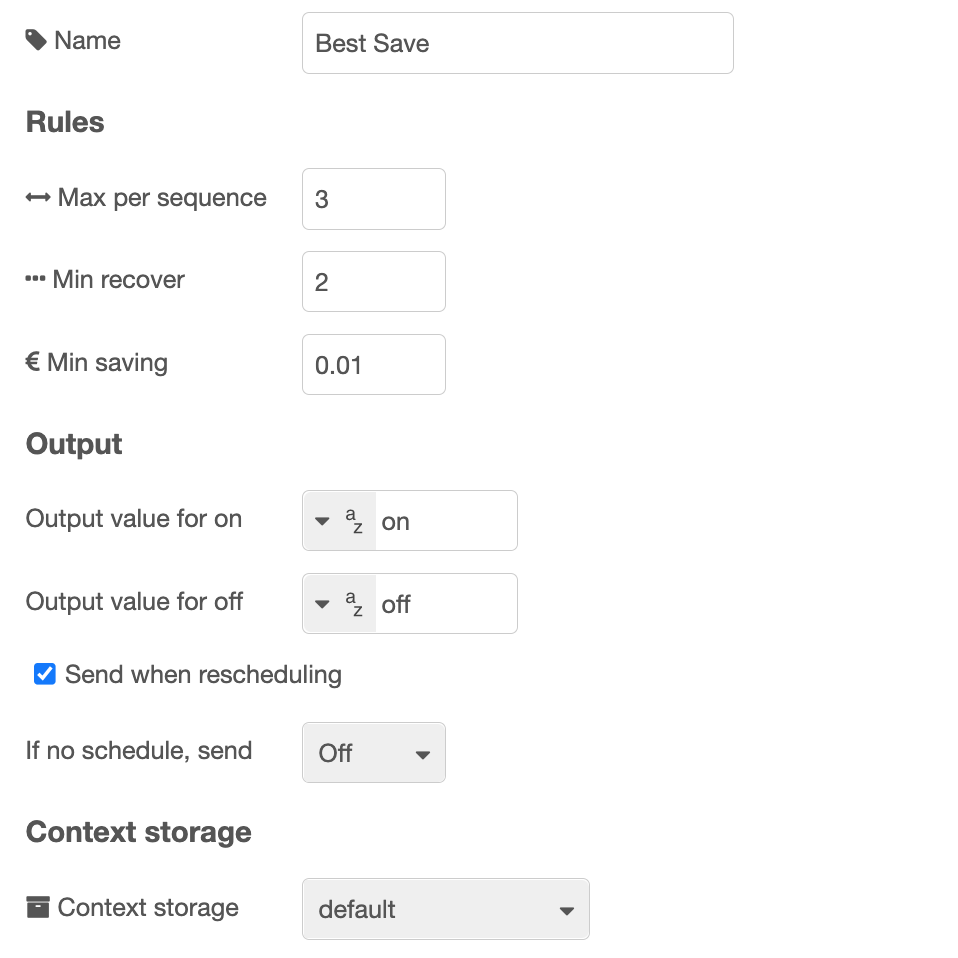 Name
Best Save
Rules
Max per sequence
3
Min recover
2
€ Min saving
0.01
Output
Output value for on
az on
Output value for off
az off
Send when rescheduling
If no schedule, send
Off
Context storage
Context storage
default